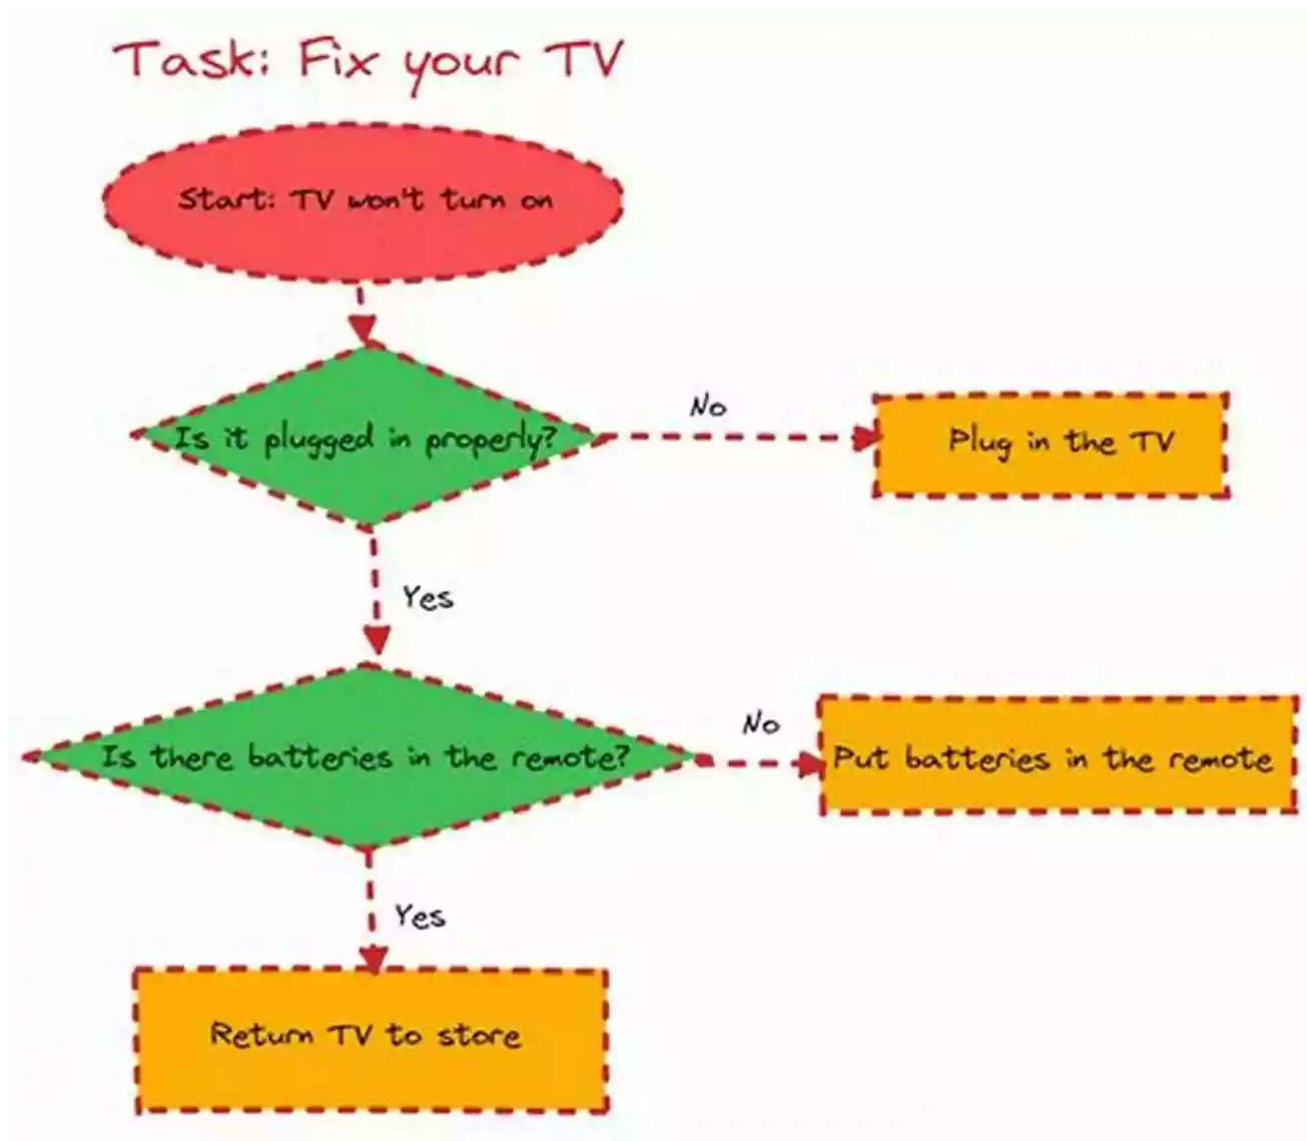 Task: Fix your TV
Start: TV won't turn on
Is it plugged in properly?
No
Plug in the TV
Yes
Is there batteries in the remote?
No
Put batteries in the remote
Yes
Return TV to store